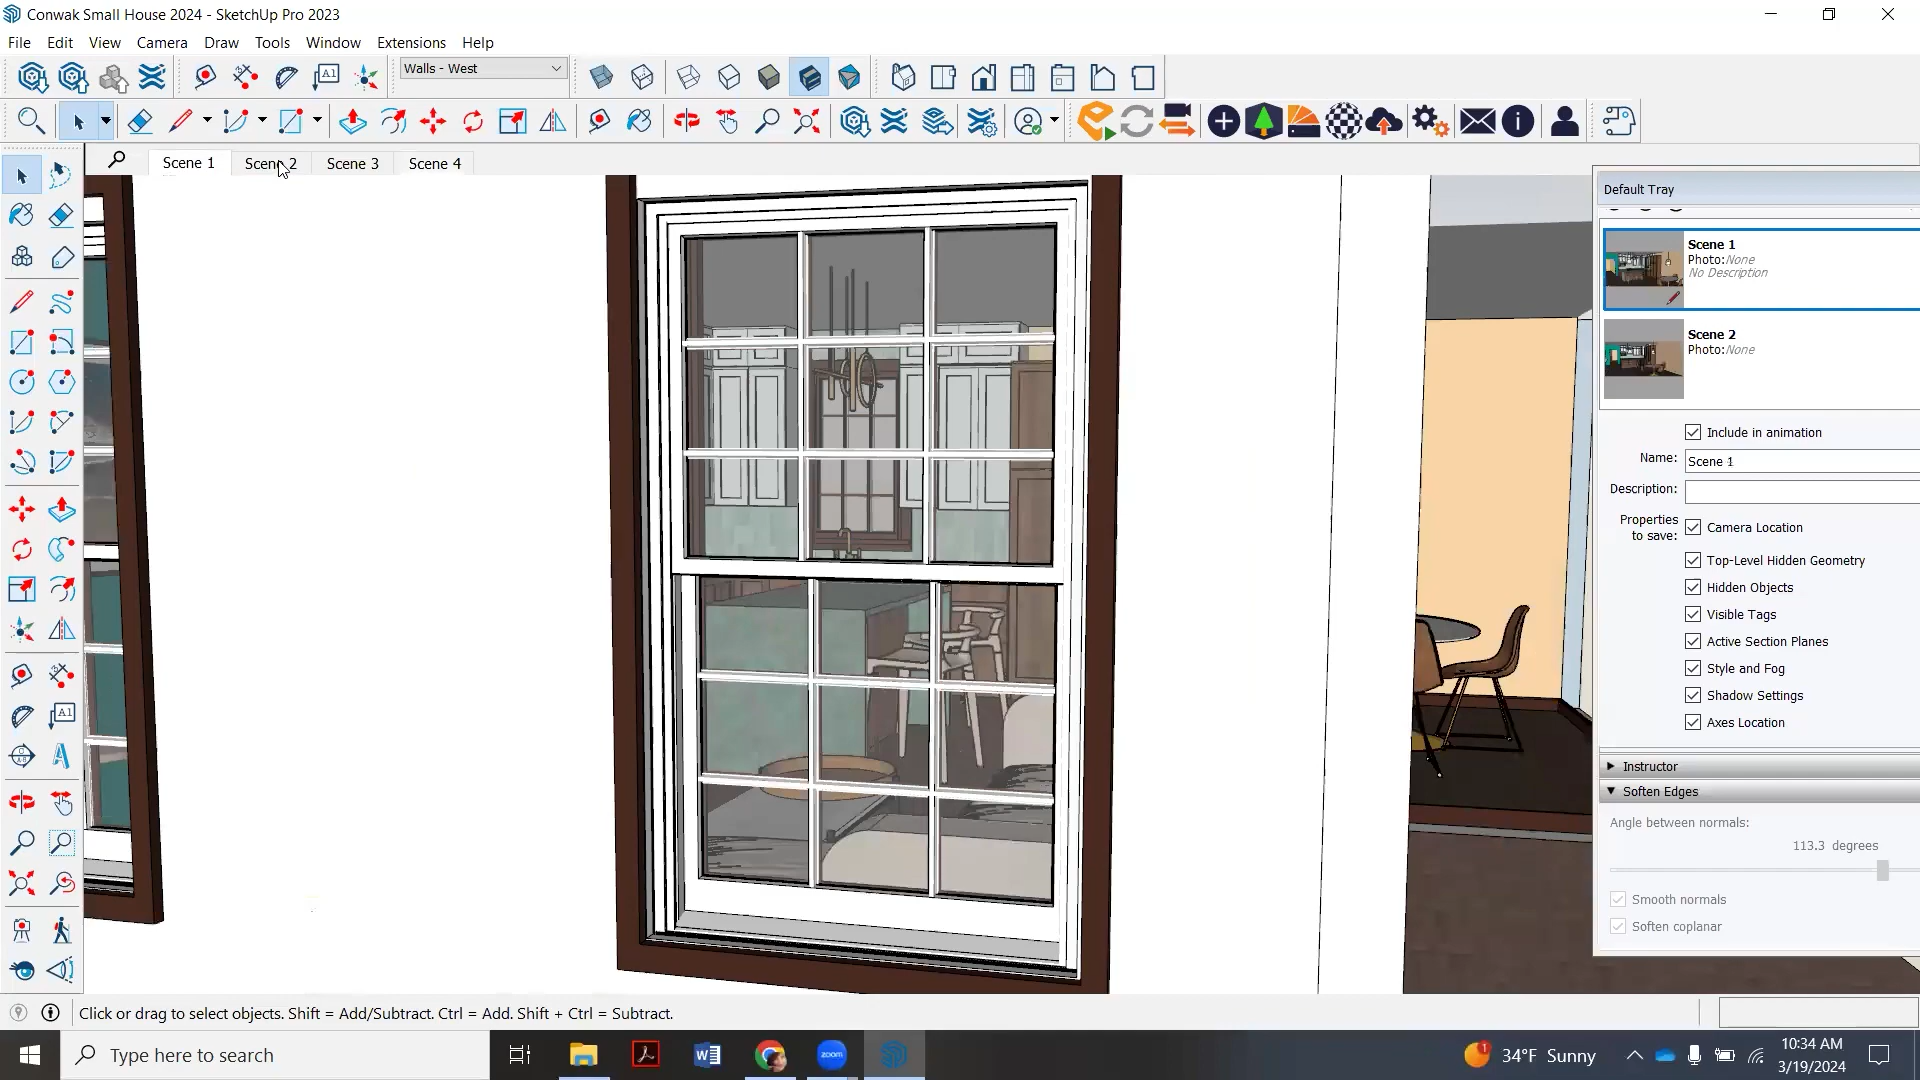 Conwak Small House 2024 - SketchUp Pro 2023
File Edit View Camera Draw Tools Window Extensions Help
A1 Walls - West
Scene 1 Scene 2 Scene 3 Scene 4
Default Tray
Scene 1
Photo:None
No Description
Scene 2
Photo:None
Include in animation
Name: Scene 1
Description:
Properties
to save:
Camera Location
Top-Level Hidden Geometry
Hidden Objects
Visible Tags
Active Section Planes
Style and Fog
Shadow Settings
Axes Location
A1
Instructor
Soften Edges
Angle between normals:
113.3 degrees
Smooth normals
Soften coplanar
Click or drag to select objects. Shift = Add/Subtract. Ctrl = Add. Shift + Ctrl = Subtract.
Type here to search
zoom
1
34°F Sunny
10:34 AM
3/19/2024